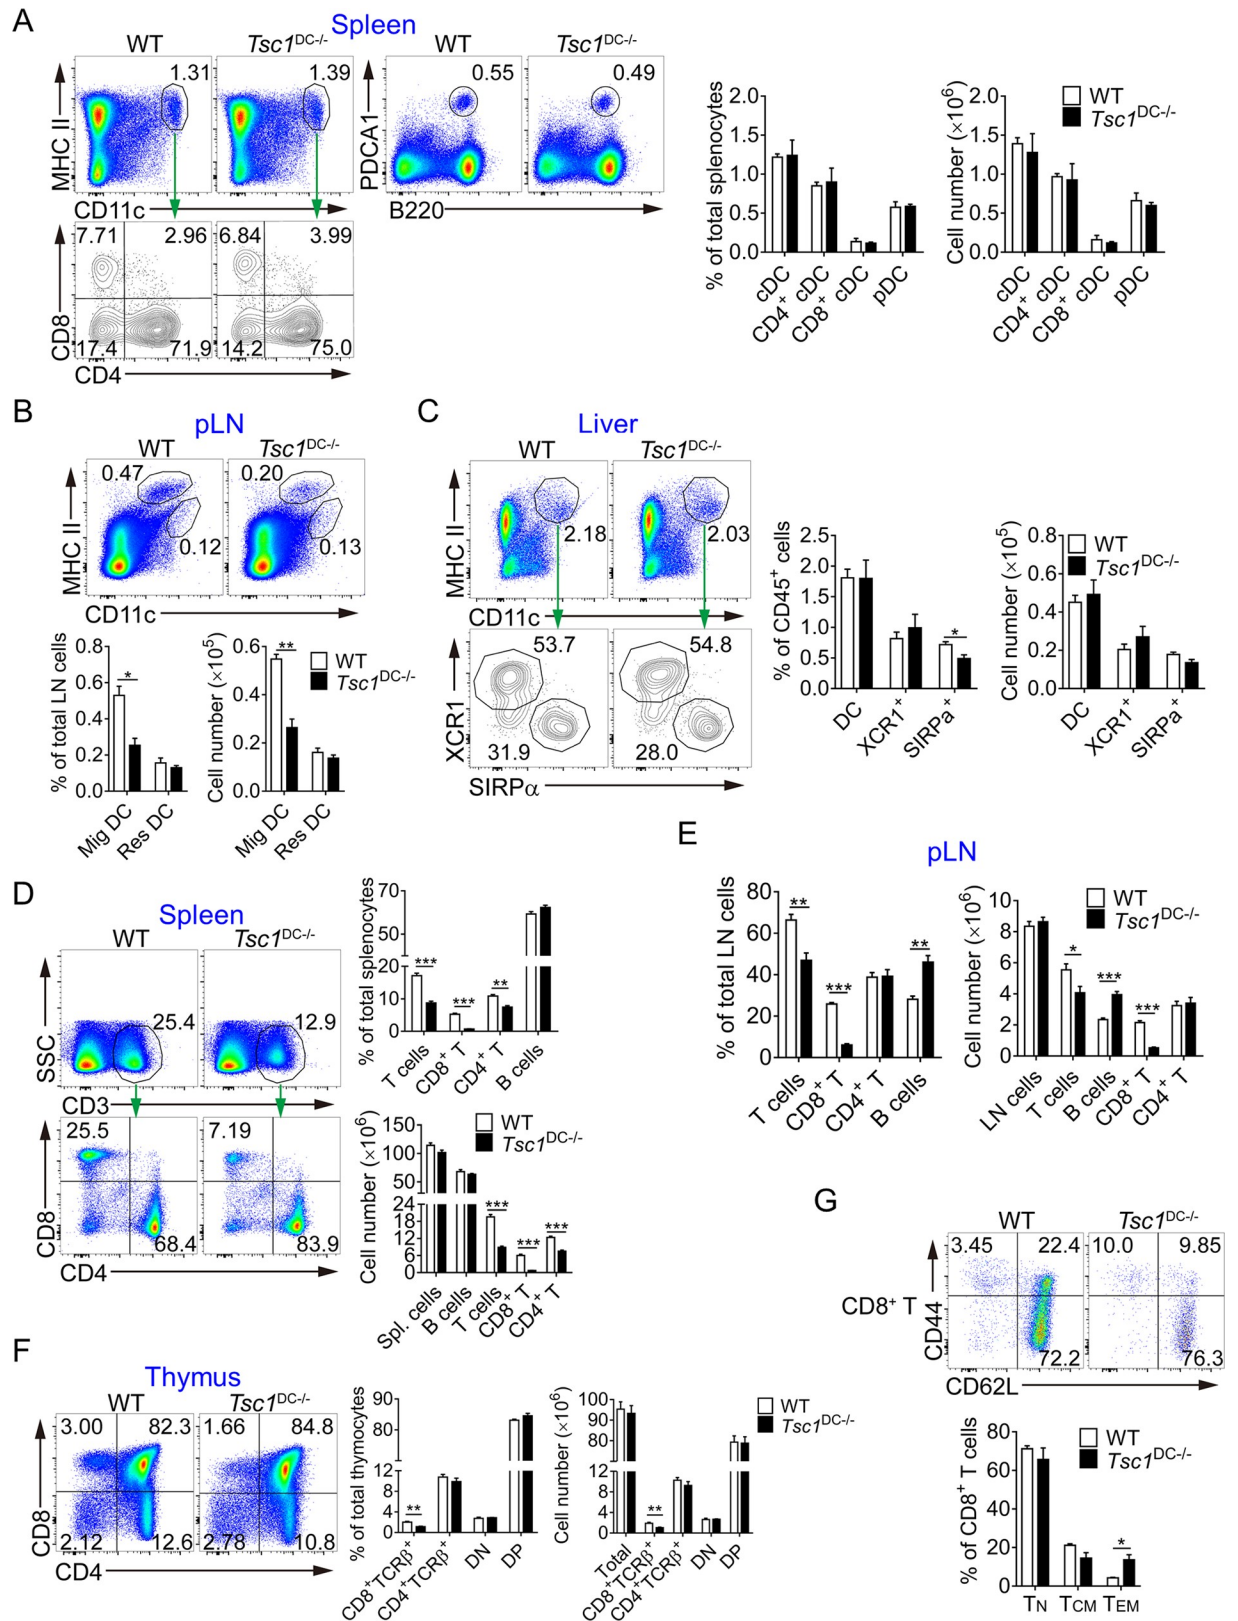 A
Spleen
WT
Tsc1DC-/-
WT
Tsc1DC-/-
1.31
1.39
0.55
0.49
MHC II
CD11c
PDCA1
B220
7.71
2.96
6.84
3.99
17.4
71.9
14.2
75.0
CD8
CD4
% of total splenocytes
2.0
1.5
1.0
0.5
0.0
cDC
CD4+ cDC
CD8+ cDC
pDC
Cell number (×10⁶)
2.0
1.5
1.0
0.5
0.0
cDC
CD4+ cDC
CD8+ cDC
pDC
WT
Tsc1DC-/-
B
pLN
WT
Tsc1DC-/-
0.47
0.12
0.20
0.13
MHC II
CD11c
% of total LN cells
0.8
0.6
0.4
0.2
0.0
*
Mig DC
Res DC
Cell number (×10⁵)
0.6
0.4
0.2
0.0
**
Mig DC
Res DC
WT
Tsc1DC-/-
C
Liver
WT
Tsc1DC-/-
2.18
2.03
MHC II
CD11c
53.7
31.9
54.8
28.0
XCR1
SIRPα
% of CD45+ cells
2.5
2.0
1.5
1.0
0.5
0.0
*
DC
XCR1+
SIRPa+
Cell number (×10⁵)
0.8
0.6
0.4
0.2
0.0
DC
XCR1+
SIRPa+
WT
Tsc1DC-/-
D
Spleen
WT
Tsc1DC-/-
25.4
12.9
SSC
CD3
25.5
68.4
7.19
83.9
CD8
CD4
% of total splenocytes
70
50
20
10
0
***
***
**
T cells
CD8+ T
CD4+ T
B cells
Cell number (×10⁶)
150
100
50
24
18
12
6
0
***
***
***
Spl. cells
B cells
T cells
CD8+ T
CD4+ T
WT
Tsc1DC-/-
E
pLN
% of total LN cells
80
60
40
20
0
**
***
**
T cells
CD8+ T
CD4+ T
B cells
Cell number (×10⁶)
10
8
6
4
2
0
*
***
***
LN cells
T cells
B cells
CD8+ T
CD4+ T
WT
Tsc1DC-/-
F
Thymus
WT
Tsc1DC-/-
3.00
82.3
2.12
12.6
1.66
84.8
2.78
10.8
CD8
CD4
% of total thymocytes
90
80
12
8
4
0
**
CD8+TCRβ+
CD4+TCRβ+
DN
DP
Cell number (×10⁶)
100
90
80
12
8
4
0
**
Total
CD8+TCRβ+
CD4+TCRβ+
DN
DP
WT
Tsc1DC-/-
G
WT
Tsc1DC-/-
CD8+ T
3.45
22.4
72.2
10.0
9.85
76.3
CD44
CD62L
% of CD8+ T cells
80
60
40
20
0
*
TN
TCM
TEM
WT
Tsc1DC-/-